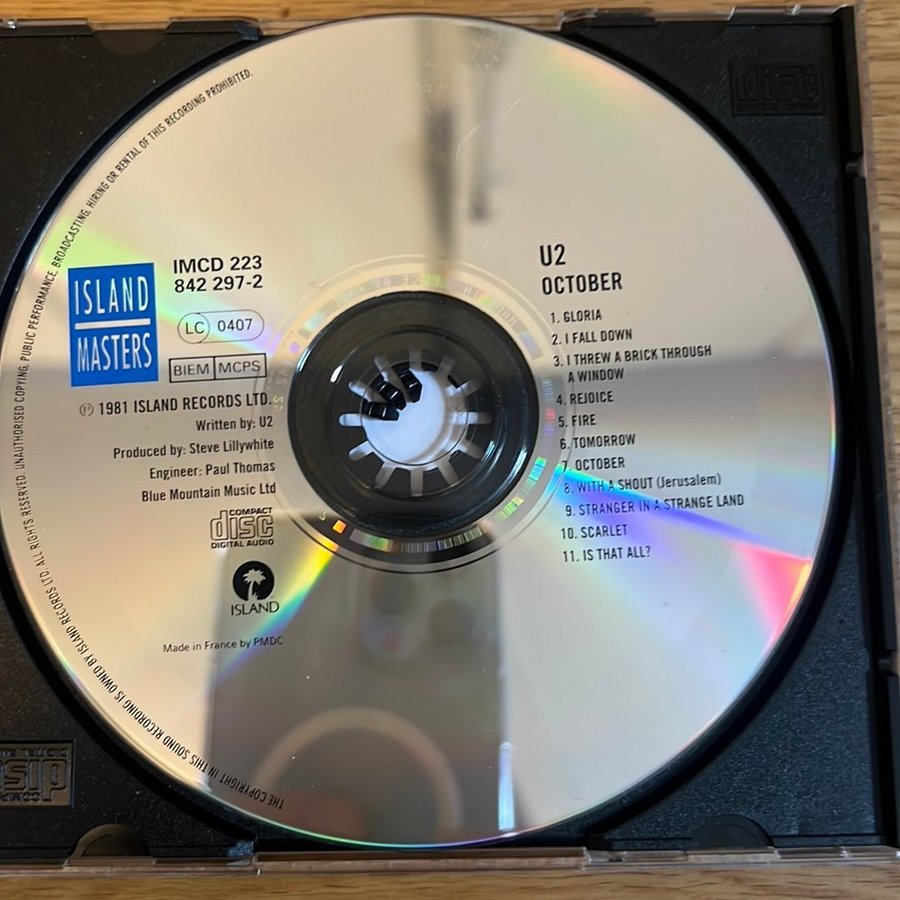 THE COPYRIGHT IN THIS SOUND RECORDING IS OWNED BY ISLAND RECORDS LTD. ALL RIGHTS RESERVED. UNAUTHORISED COPYING, PUBLIC PERFORMANCE, BROADCASTING, HIRING OR RENTAL OF THIS RECORDING PROHIBITED.
ISLAND
MASTERS
IMCD 223
842 297-2
LC 0407
BIEM MCPS
℗ 1981 ISLAND RECORDS LTD.
Written by: U2
Produced by: Steve Lillywhite
Engineer: Paul Thomas
Blue Mountain Music Ltd
COMPACT
disc
DIGITAL AUDIO
ISLAND
Made in France by PMDC
U2
OCTOBER
1. GLORIA
2. I FALL DOWN
3. I THREW A BRICK THROUGH
A WINDOW
4. REJOICE
5. FIRE
6. TOMORROW
7. OCTOBER
8. WITH A SHOUT (Jerusalem)
9. STRANGER IN A STRANGE LAND
10. SCARLET
11. IS THAT ALL?
disc
disc